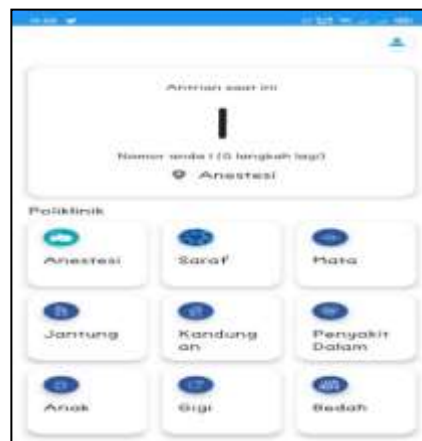 Antrian saat ini
1
Nomor anda 1 (0 langkah lagi)
Anestesi
Poliklinik
Anestesi
Saraf
Mata
Jantung
Kandung
an
Penyakit
Dalam
Anak
Gigi
Bedah